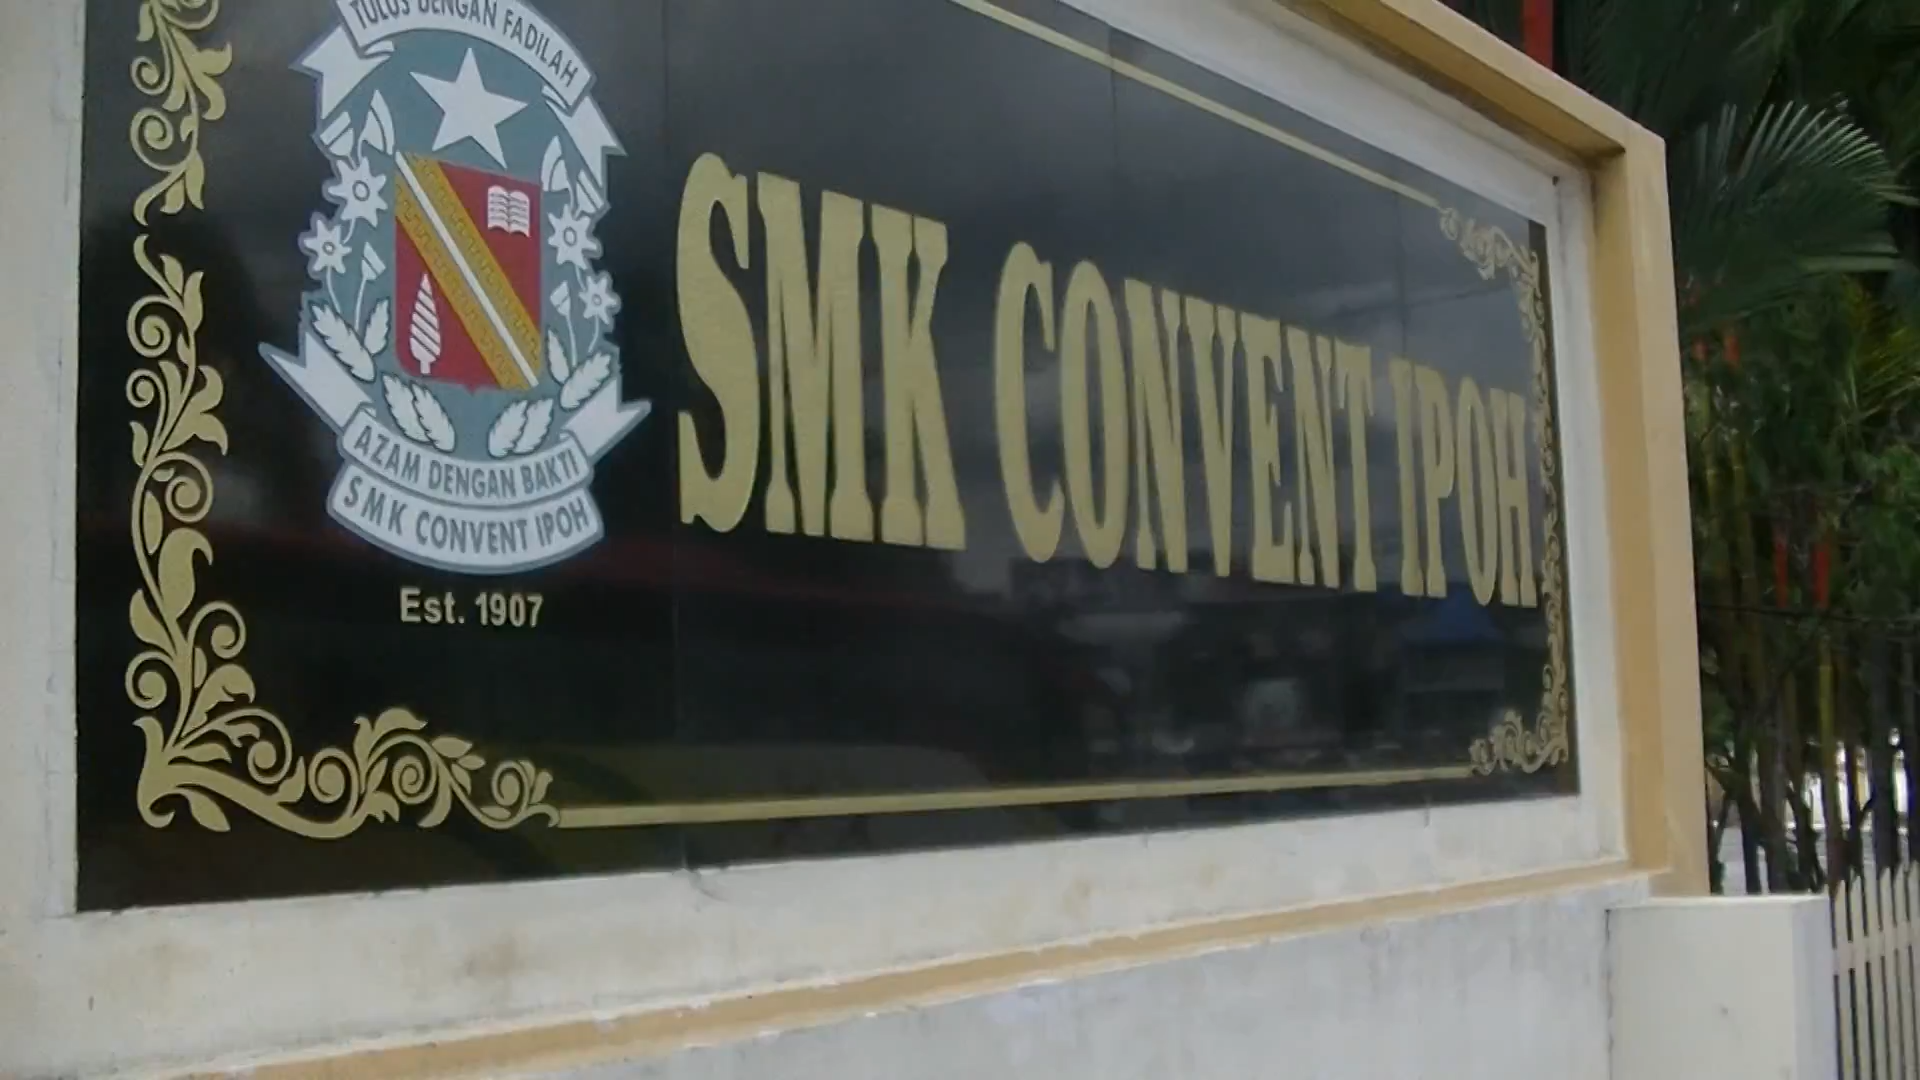 TULUS DENGAN FADILAH
AZAM DENGAN BAKTI
SMK CONVENT IPOH
Est. 1907
SMK CONVENT IPOH